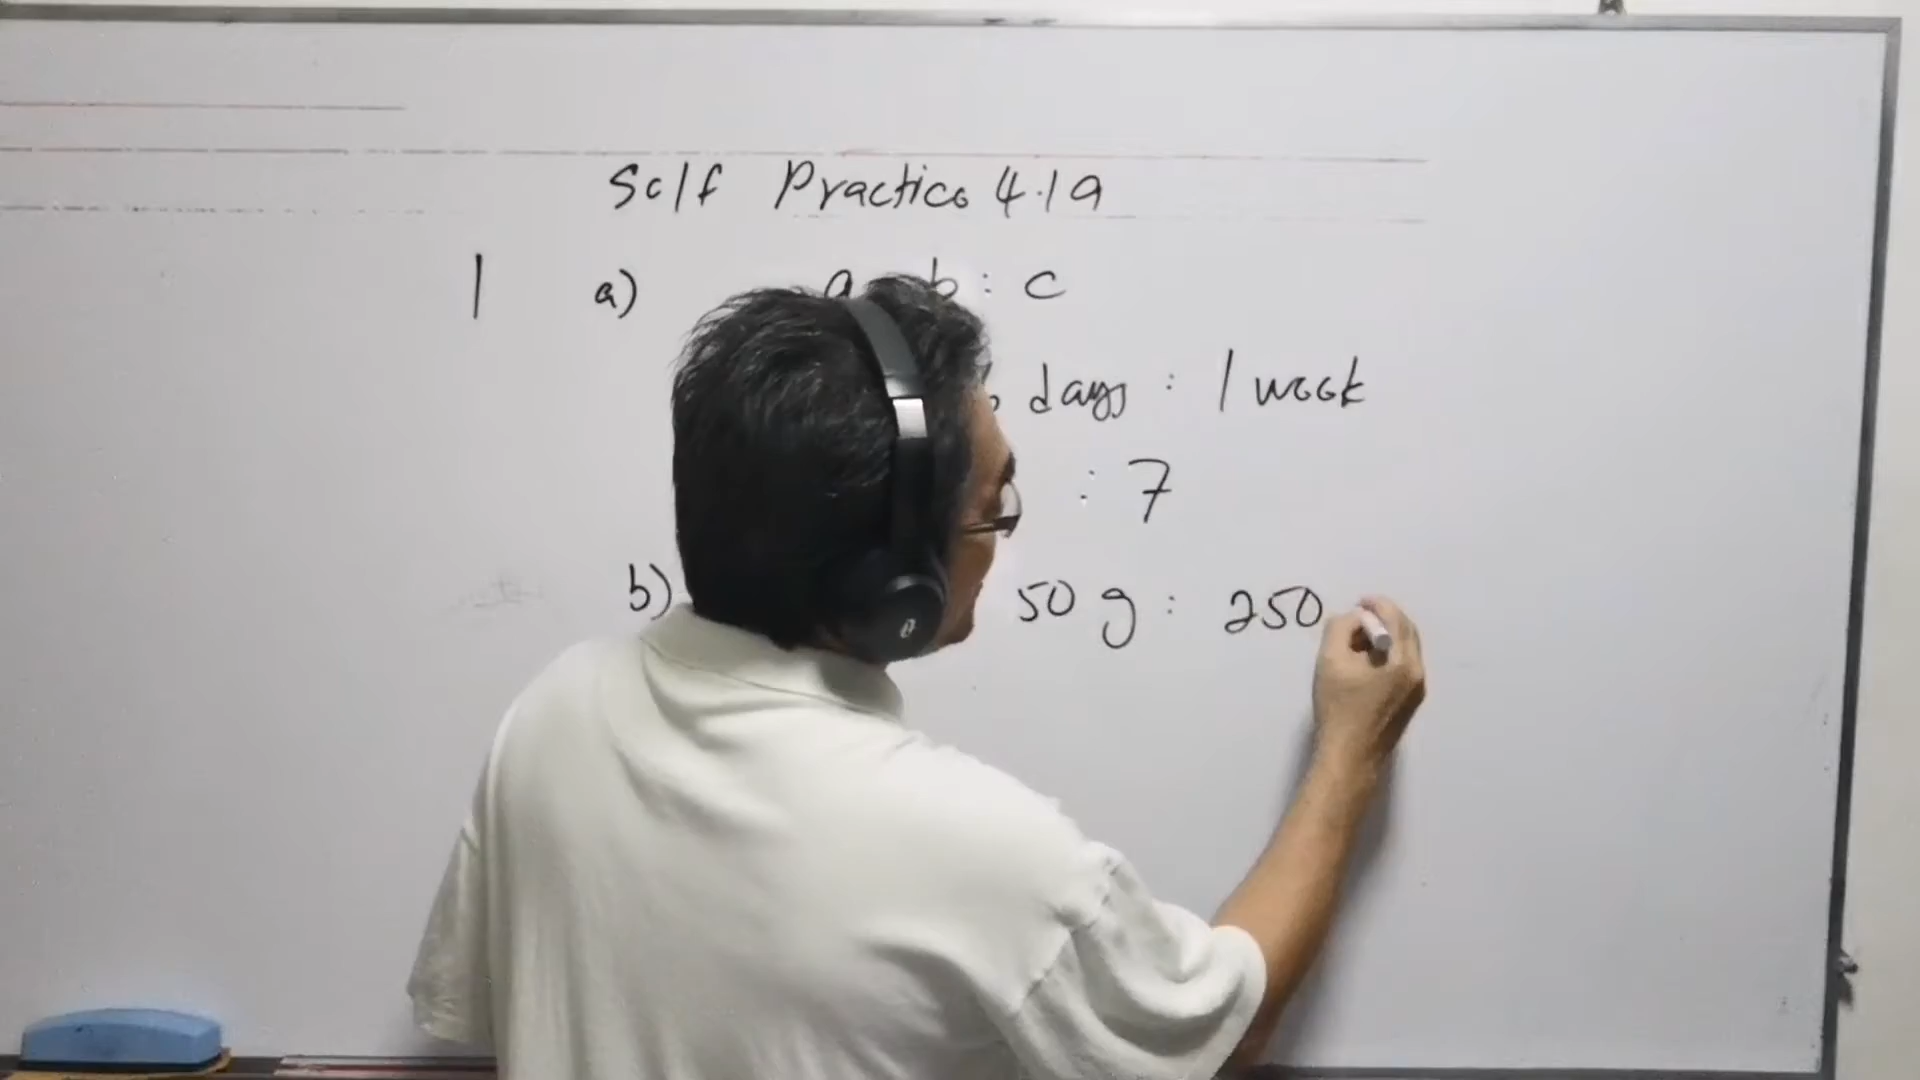 Self Practice 4.1a
1 a) a b : c
days : 1 week
: 7
b) 50 g : 250